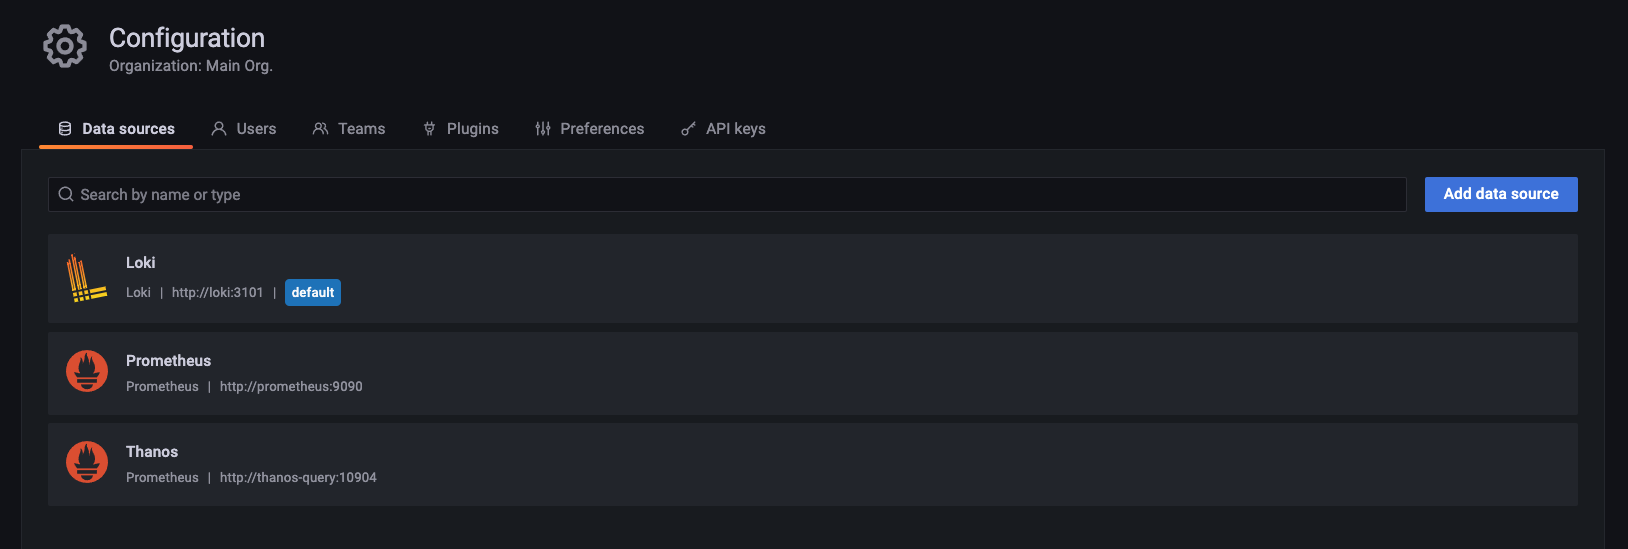 Configuration
Organization: Main Org.
Data sources Users Teams Plugins Preferences API keys
Search by name or type Add data source
Loki
Loki | http://loki:3101 | default
Prometheus
Prometheus | http://prometheus:9090
Thanos
Prometheus | http://thanos-query:10904